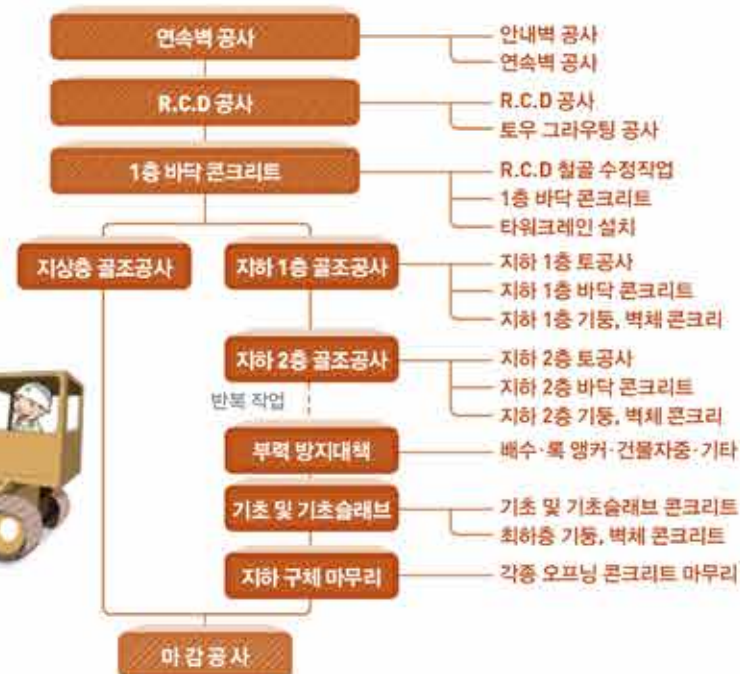 연속벽 공사
안내벽 공사
연속벽 공사
R.C.D 공사
R.C.D 공사
토우 그라우팅 공사
1층 바닥 콘크리트
R.C.D 철골 수정작업
1층 바닥 콘크리트
타워크레인 설치
지상층 골조공사
지하 1층 골조공사
지하 1층 토공사
지하 1층 바닥 콘크리트
지하 1층 기둥, 벽체 콘크리
지하 2층 골조공사
지하 2층 토공사
지하 2층 바닥 콘크리트
지하 2층 기둥, 벽체 콘크리
반복 작업
부력 방지대책
배수·록 앵커·건물자중·기타
기초 및 기초슬래브
기초 및 기초슬래브 콘크리트
최하층 기둥, 벽체 콘크리트
지하 구체 마무리
각종 오프닝 콘크리트 마무리
마감공사